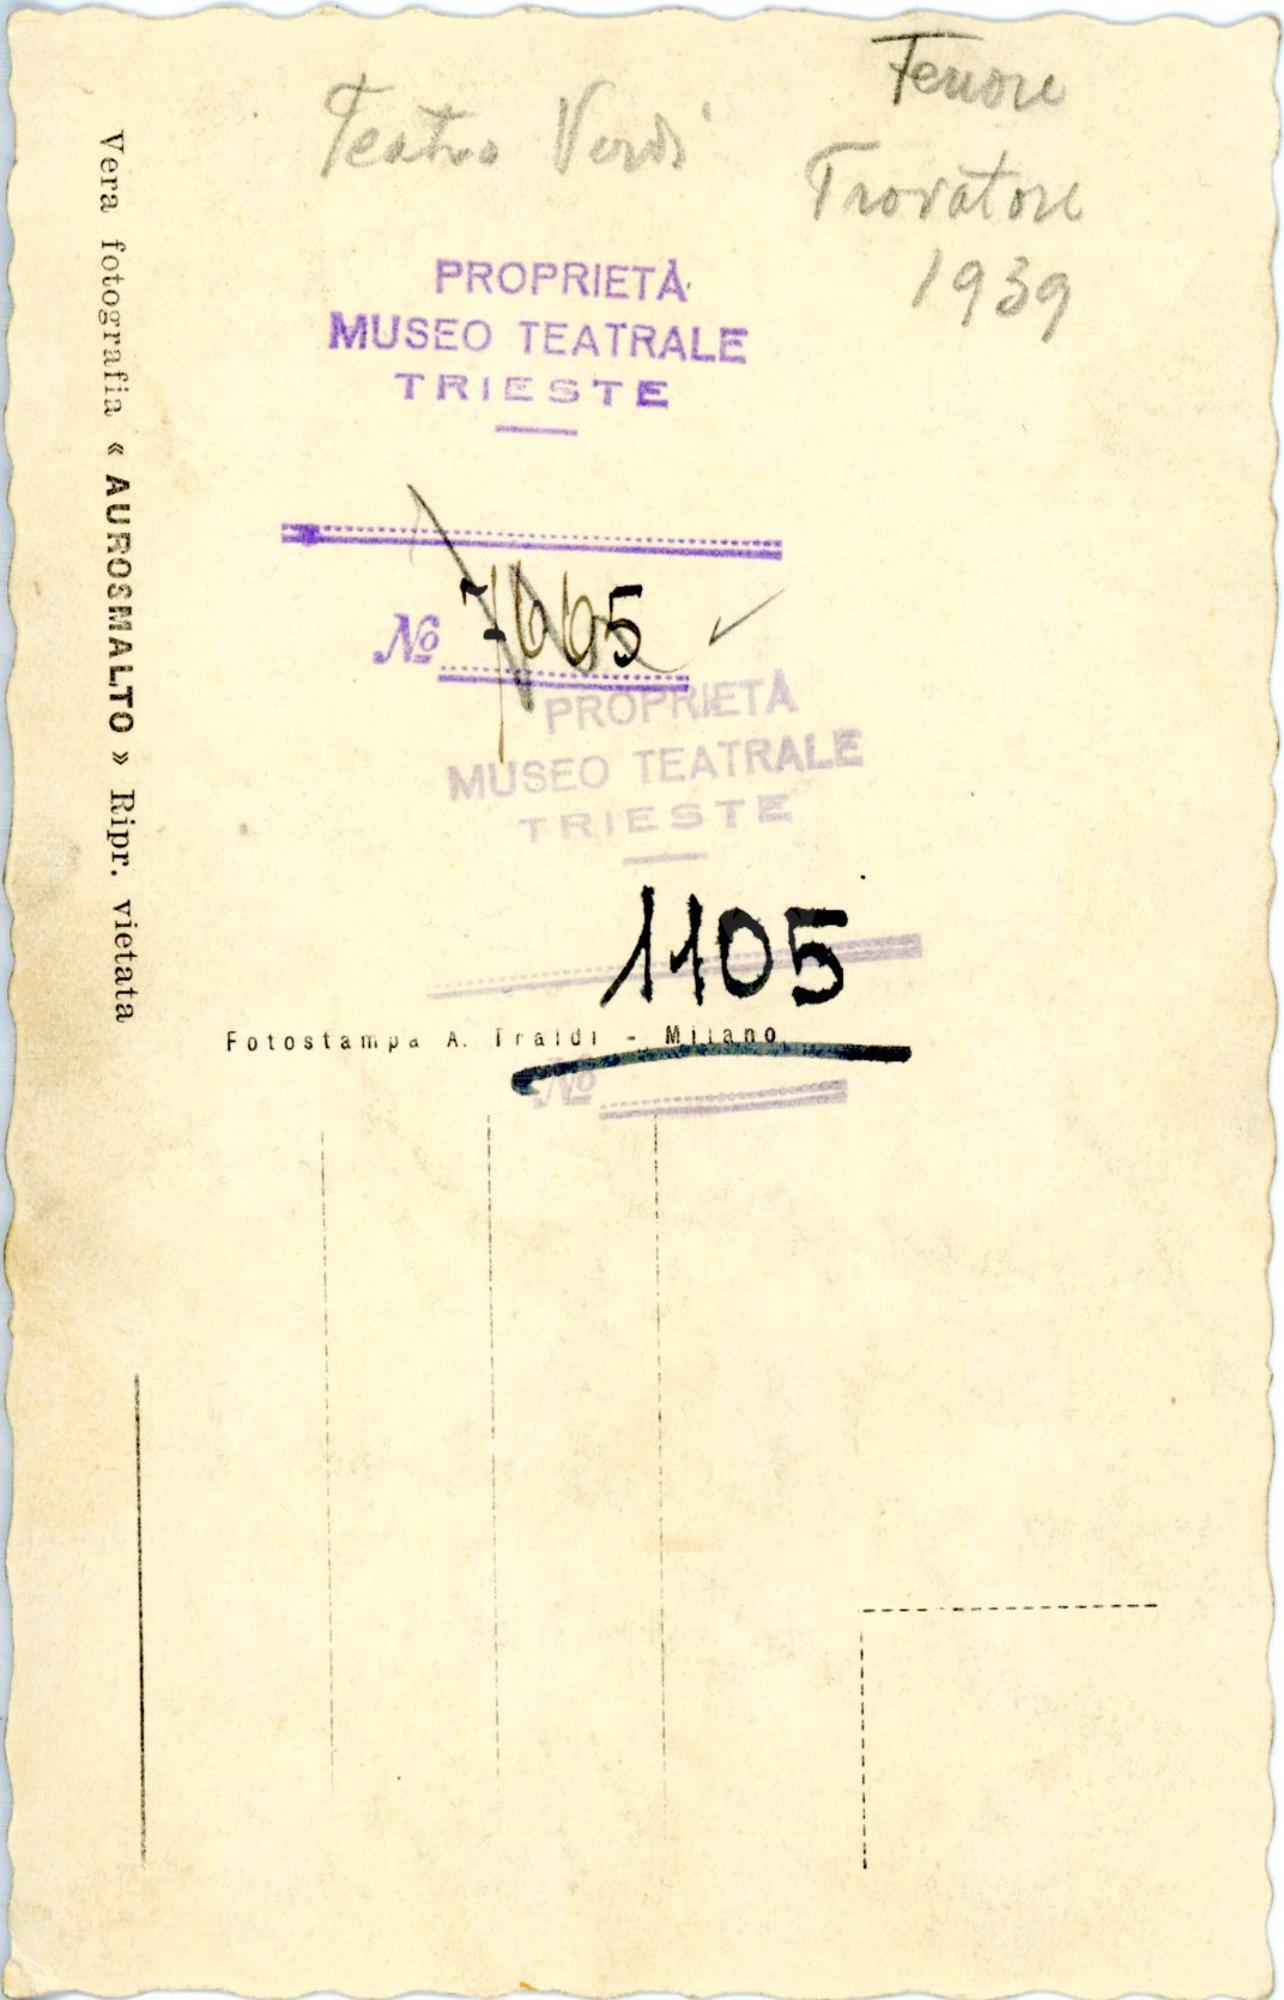 Tenore
Teatro Verdi
Trovatore
1939
PROPRIETÀ
MUSEO TEATRALE
TRIESTE
No 7665
PROPRIETÀ
MUSEO TEATRALE
TRIESTE
1105
Fotostampa A. Traldi - Milano
No
Vera fotografia « AUROSMALTO » Ripr. vietata